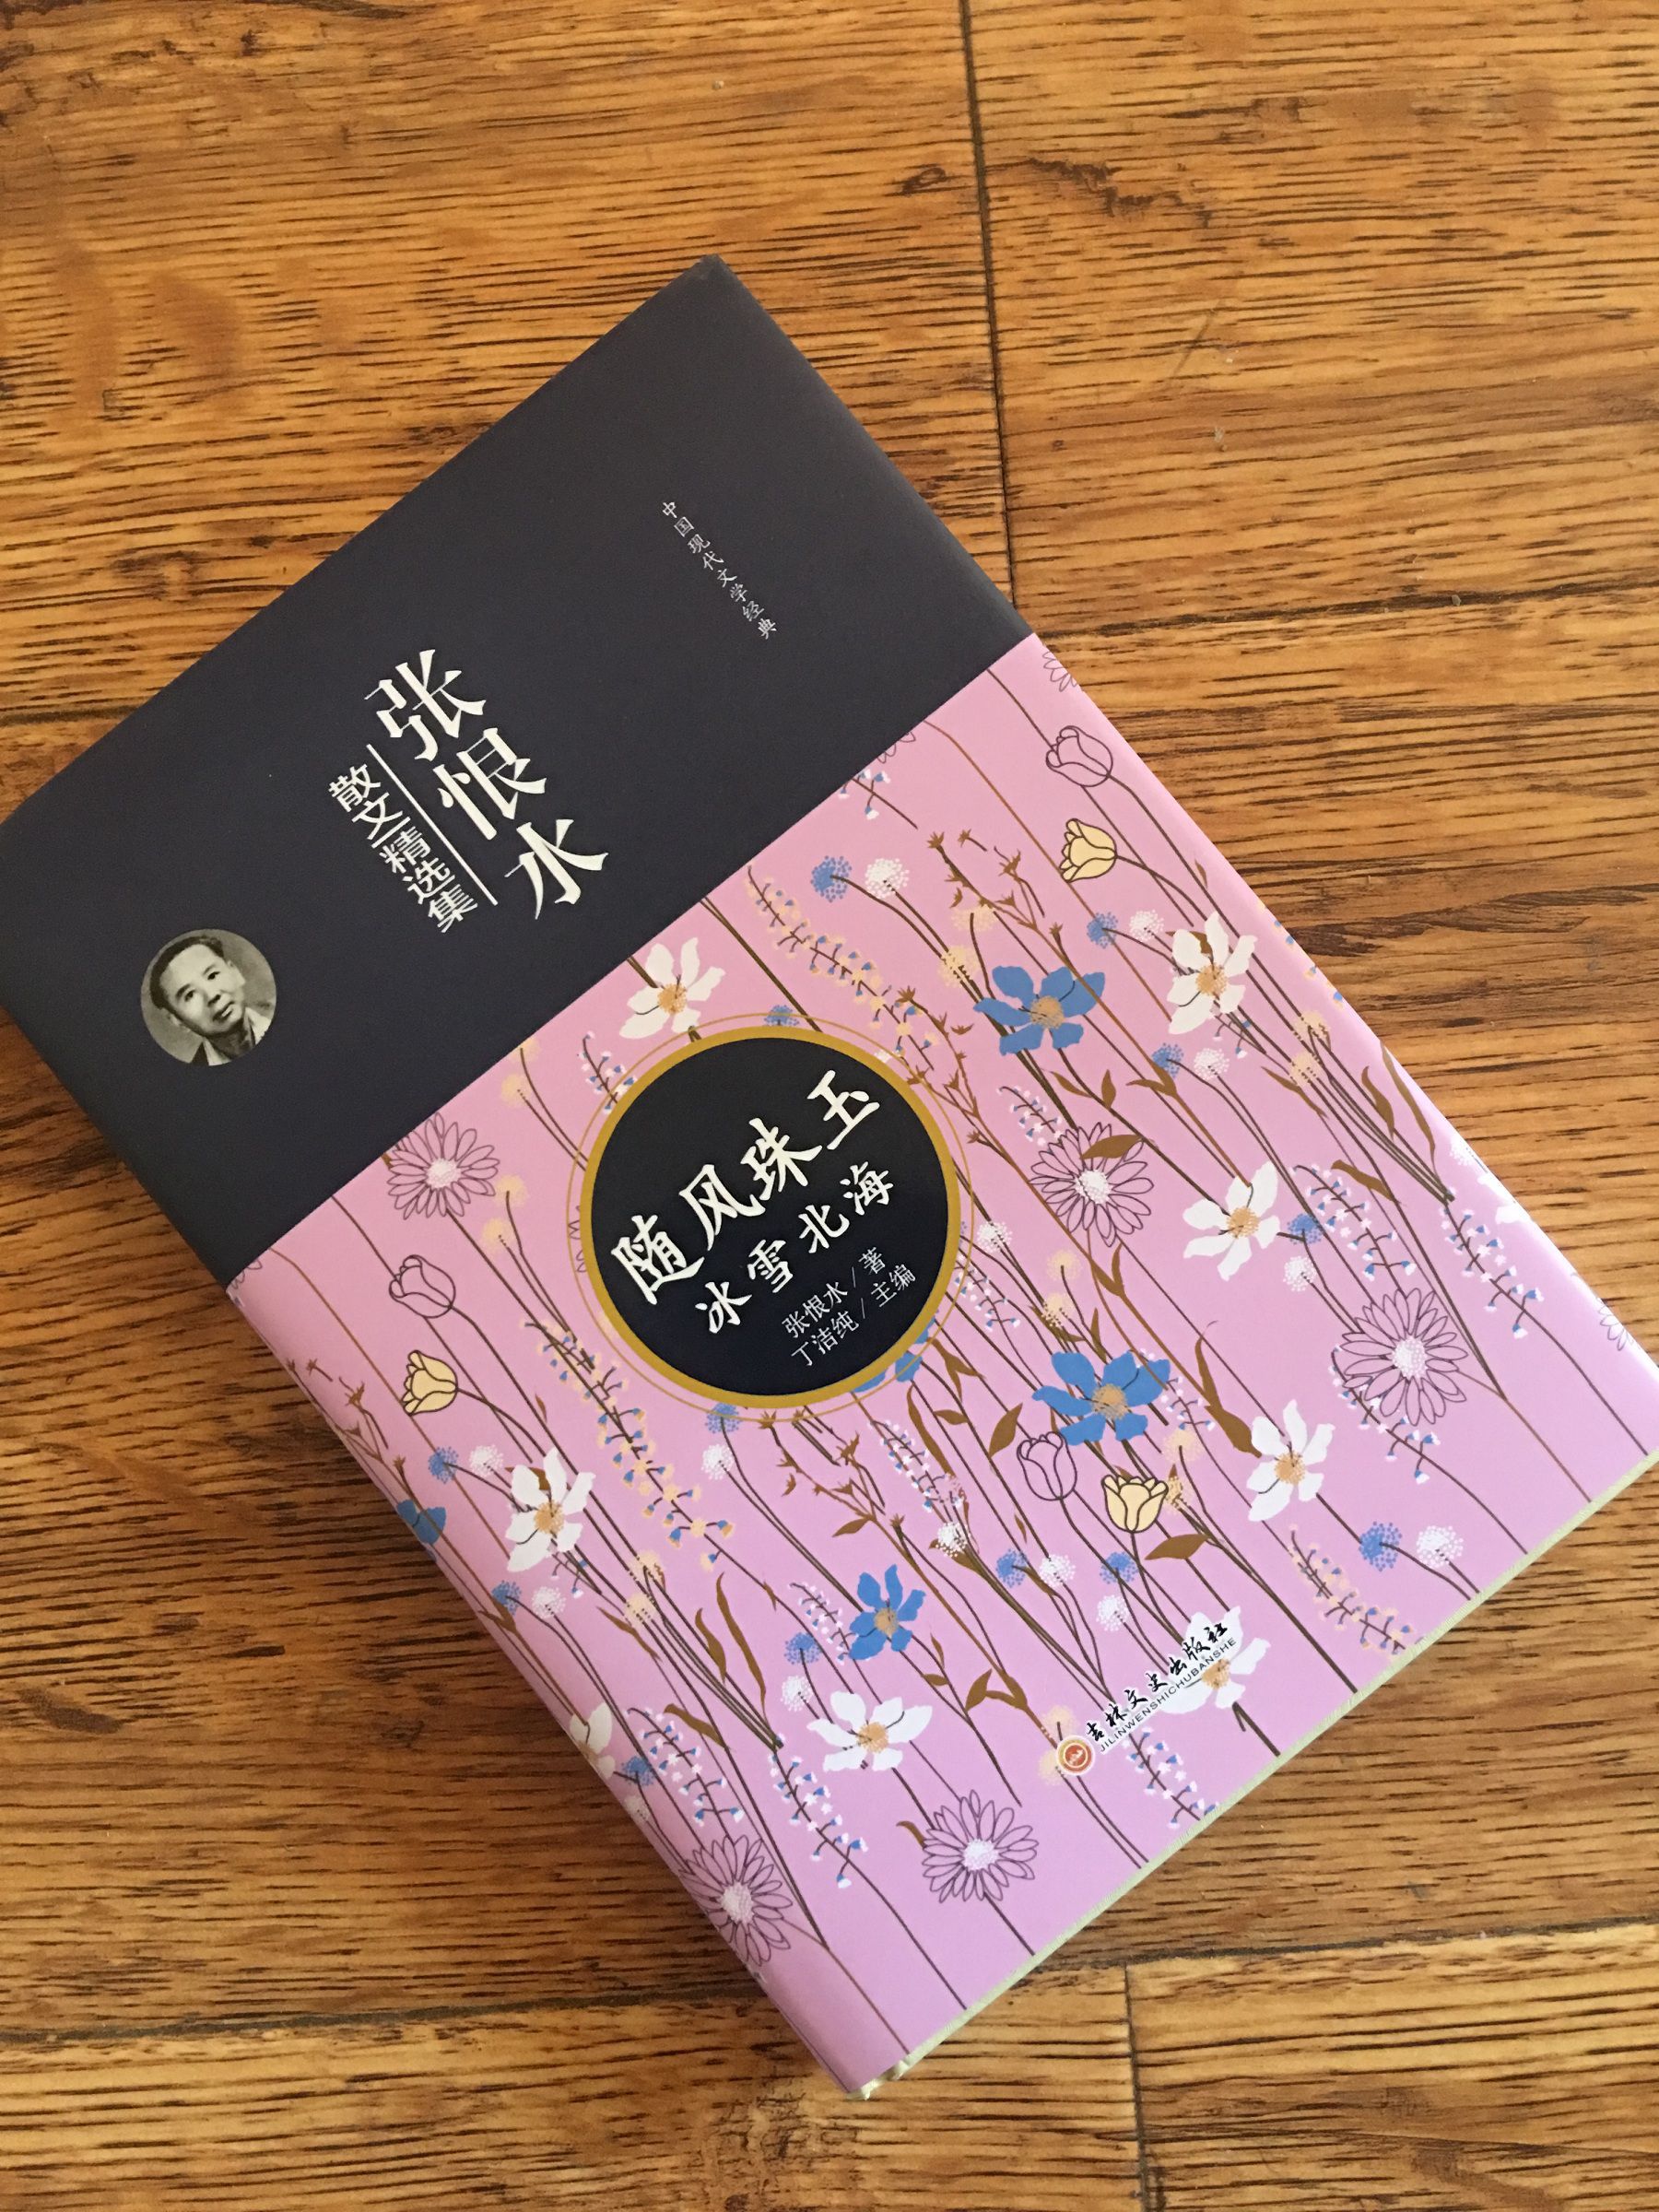 中国现代文学经典
张恨水
散文精选集
随风珠玉
冰雪北海
张恨水/著
丁洁纯/主编
吉林文史出版社
JILINWENSHICHUBANSHE